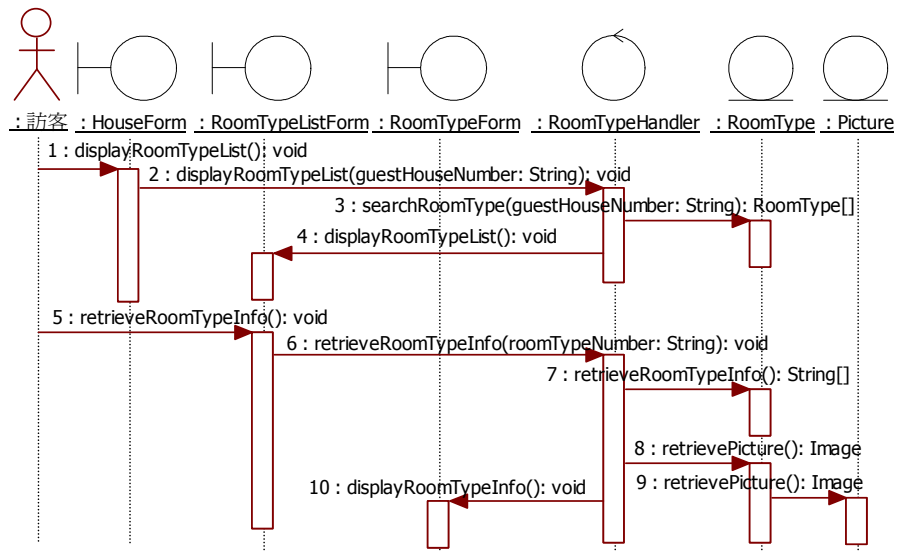 : 訪客
: HouseForm
: RoomTypeListForm
: RoomTypeForm
: RoomTypeHandler
: RoomType
: Picture
1 : displayRoomTypeList(): void
2 : displayRoomTypeList(guestHouseNumber: String): void
3 : searchRoomType(guestHouseNumber: String): RoomType[]
4 : displayRoomTypeList(): void
5 : retrieveRoomTypeInfo(): void
6 : retrieveRoomTypeInfo(roomTypeNumber: String): void
7 : retrieveRoomTypeInfo(): String[]
8 : retrievePicture(): Image
9 : retrievePicture(): Image
10 : displayRoomTypeInfo(): void